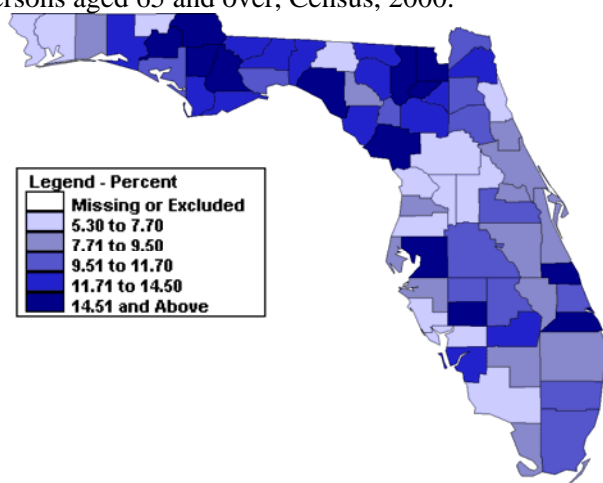 ersons aged 65 and over, Census, 2000.
Legend - Percent
Missing or Excluded
5.30 to 7.70
7.71 to 9.50
9.51 to 11.70
11.71 to 14.50
14.51 and Above